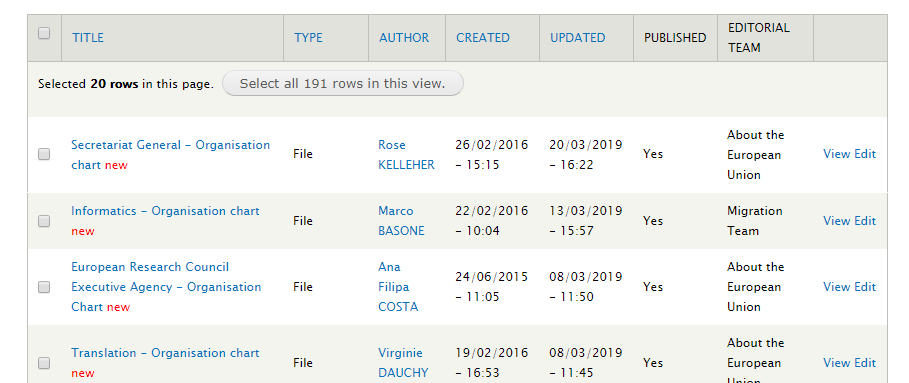 TITLE TYPE AUTHOR CREATED UPDATED PUBLISHED EDITORIAL TEAM
Selected 20 rows in this page. Select all 191 rows in this view.
Secretariat General – Organisation chart new File Rose KELLEHER 26/02/2016 – 15:15 20/03/2019 – 16:22 Yes About the European Union View Edit
Informatics – Organisation chart new File Marco BASONE 22/02/2016 – 10:04 13/03/2019 – 15:57 Yes Migration Team View Edit
European Research Council Executive Agency – Organisation Chart new File Ana Filipa COSTA 24/06/2015 – 11:05 08/03/2019 – 11:50 Yes About the European Union View Edit
Translation – Organisation chart new File Virginie DAUCHY 19/02/2016 – 16:53 08/03/2019 – 11:45 Yes About the European Union View Edit